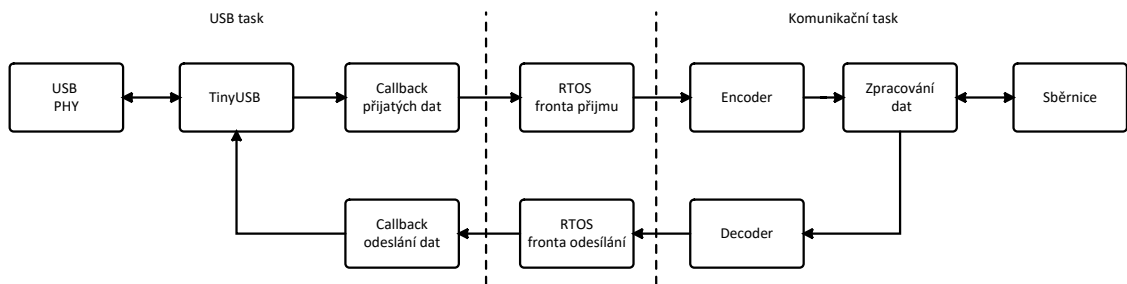 USB task
Komunikační task
USB
PHY
TinyUSB
Callback
přijatých dat
RTOS
fronta přijmu
Encoder
Zpracování
dat
Sběrnice
Callback
odeslání dat
RTOS
fronta odesílání
Decoder